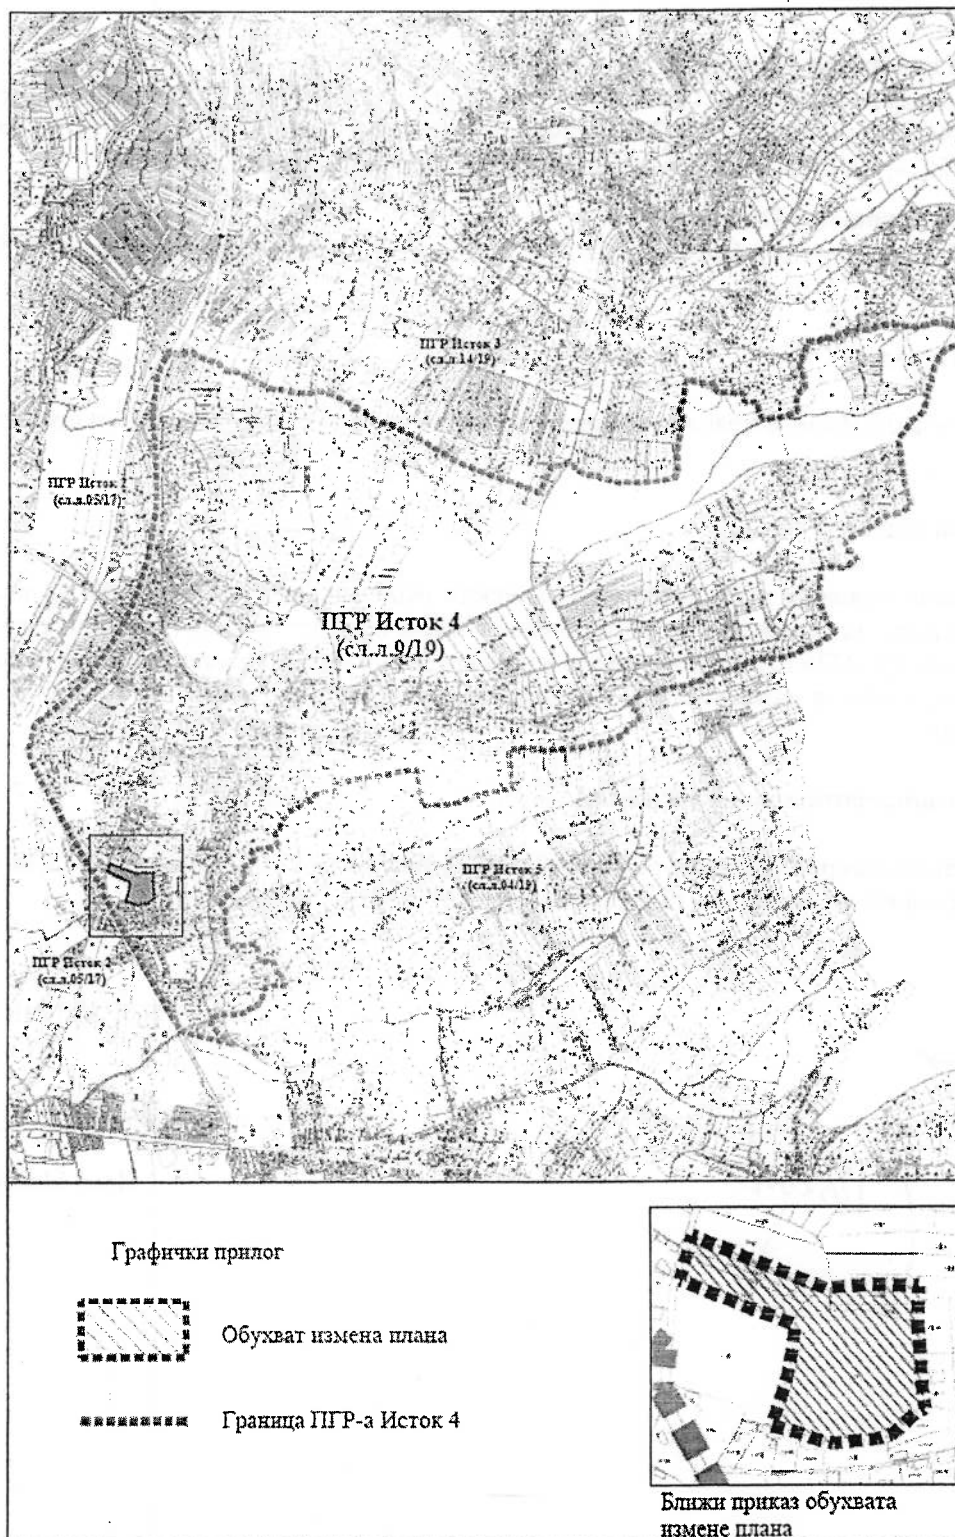 ПГР Исток 3
(сл.л.14/19)
ПГР Исток 2
(сл.л.05/17)
ПГР Исток 4
(сл.л.9/19)
ПГР Исток 5
(сл.л.04/19)
ПГР Исток
(сл.л.05/17)
Графички прилог
Обухват измена плана
Граница ПГР-а Исток 4
Ближи приказ обухвата
измене плана